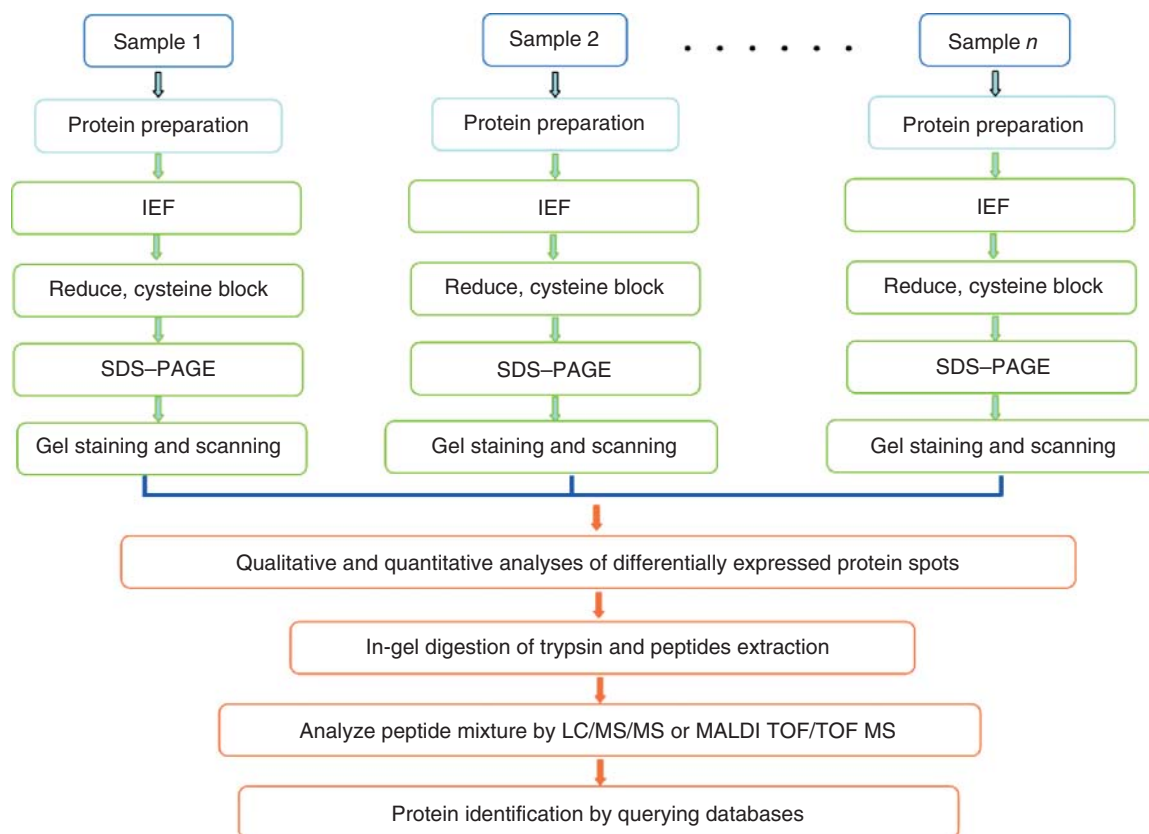 Sample 1
Sample 2
. . . . . .
Sample n
Protein preparation
Protein preparation
Protein preparation
IEF
IEF
IEF
Reduce, cysteine block
Reduce, cysteine block
Reduce, cysteine block
SDS–PAGE
SDS–PAGE
SDS–PAGE
Gel staining and scanning
Gel staining and scanning
Gel staining and scanning
Qualitative and quantitative analyses of differentially expressed protein spots
In-gel digestion of trypsin and peptides extraction
Analyze peptide mixture by LC/MS/MS or MALDI TOF/TOF MS
Protein identification by querying databases